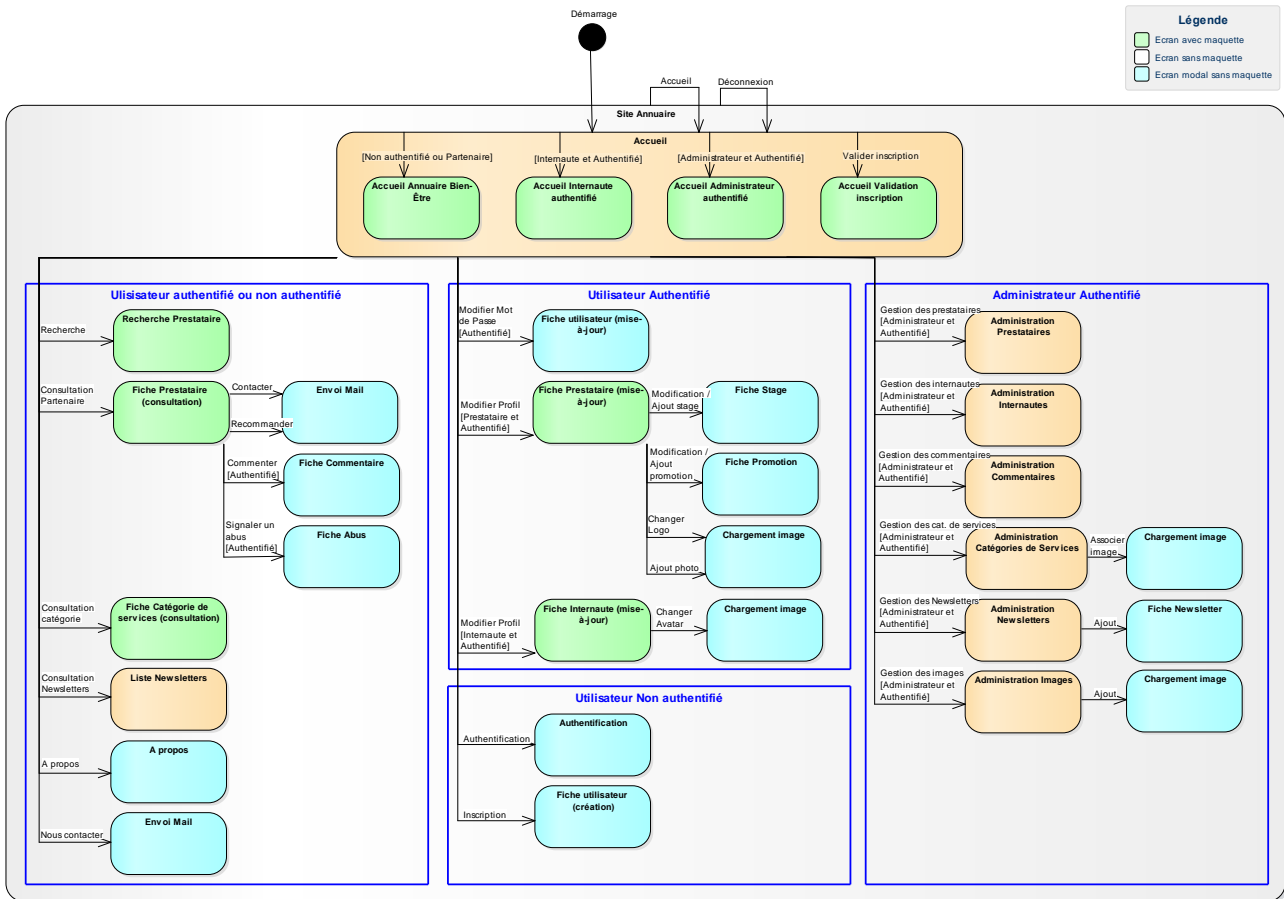 Démarrage
Légende
Ecran avec maquette
Ecran sans maquette
Ecran modal sans maquette
Accueil
Déconnexion
Site Annuaire
Accueil
[Non authentifié ou Partenaire]
[Internaute et Authentifié]
[Administrateur et Authentifié]
Valider inscription
Accueil Annuaire Bien-
Être
Accueil Internaute
authentifié
Accueil Administrateur
authentifié
Accueil Validation
inscription
Ulisisateur authentifié ou non authentifié
Recherche
Recherche Prestataire
Consultation
Partenaire
Fiche Prestataire
(consultation)
Contacter
Recommander
Envoi Mail
Commenter
[Authentifié]
Fiche Commentaire
Signaler un
abus
[Authentifié]
Fiche Abus
Consultation
catégorie
Fiche Catégorie de
services (consultation)
Consultation
Newsletters
Liste Newsletters
A propos
A propos
Nous contacter
Envoi Mail
Utilisateur Authentifié
Modifier Mot
de Passe
[Authentifié]
Fiche utilisateur (mise-
à-jour)
Modifier Profil
[Prestataire et
Authentifié]
Fiche Prestataire (mise-
à-jour)
Modification /
Ajout stage
Fiche Stage
Modification /
Ajout
promotion
Fiche Promotion
Changer
Logo
Ajout photo
Chargement image
Modifier Profil
[Internaute et
Authentifié]
Fiche Internaute (mise-
à-jour)
Changer
Avatar
Chargement image
Utilisateur Non authentifié
Authentification
Authentification
Inscription
Fiche utilisateur
(création)
Administrateur Authentifié
Gestion des prestataires
[Administrateur et
Authentifié]
Administration
Prestataires
Gestion des internautes
[Administrateur et
Authentifié]
Administration
Internautes
Gestion des commentaires
[Administrateur et
Authentifié]
Administration
Commentaires
Gestion des cat. de services
[Administrateur et
Authentifié]
Administration
Catégories de Services
Associer
image
Chargement image
Gestion des Newsletters
[Administrateur et
Authentifié]
Administration
Newsletters
Ajout
Fiche Newsletter
Gestion des images
[Administrateur et
Authentifié]
Administration Images
Ajout
Chargement image